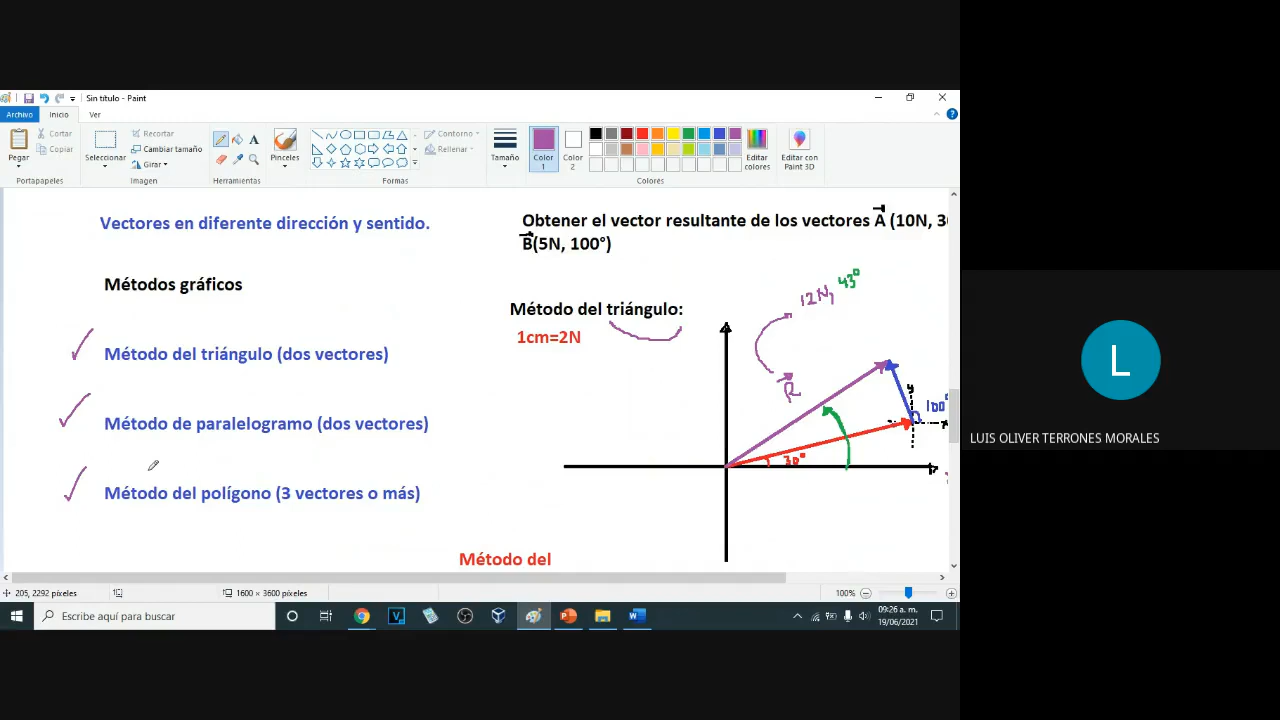 Sin título - Paint
Archivo Inicio Ver
Pegar
Cortar
Copiar
Portapapeles
Seleccionar
Recortar
Cambiar tamaño
Girar
Imagen
Herramientas
Pinceles
Contorno
Rellenar
Formas
Tamaño
Color 1
Color 2
Editar colores
Colores
Editar con Paint 3D
Vectores en diferente dirección y sentido.
Métodos gráficos
Método del triángulo (dos vectores)
Método de paralelogramo (dos vectores)
Método del polígono (3 vectores o más)
Obtener el vector resultante de los vectores A (10N, 3
B(5N, 100°)
Método del triángulo:
1cm=2N
12N, 43°
R
y
100°
30°
Método del
205, 2292 píxeles
1600 × 3600 píxeles
100%
Escribe aquí para buscar
09:26 a. m.
19/06/2021
L
LUIS OLIVER TERRONES MORALES